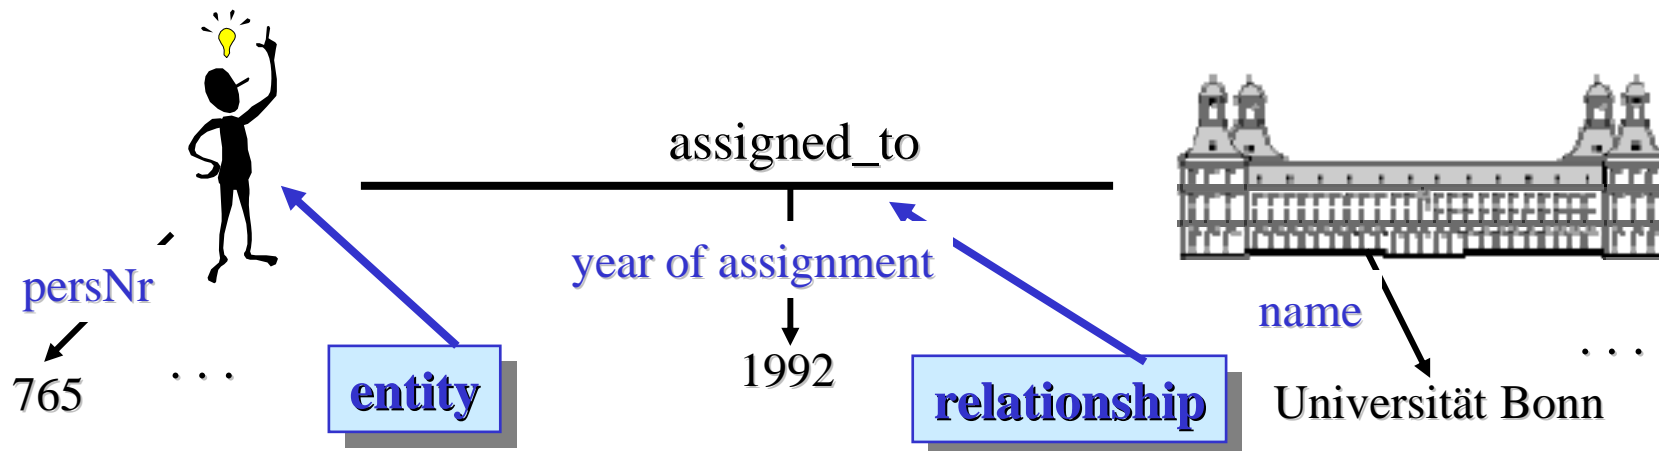 assigned_to
year of assignment
persNr
name
765
. . .
entity
1992
relationship
Universität Bonn
. . .